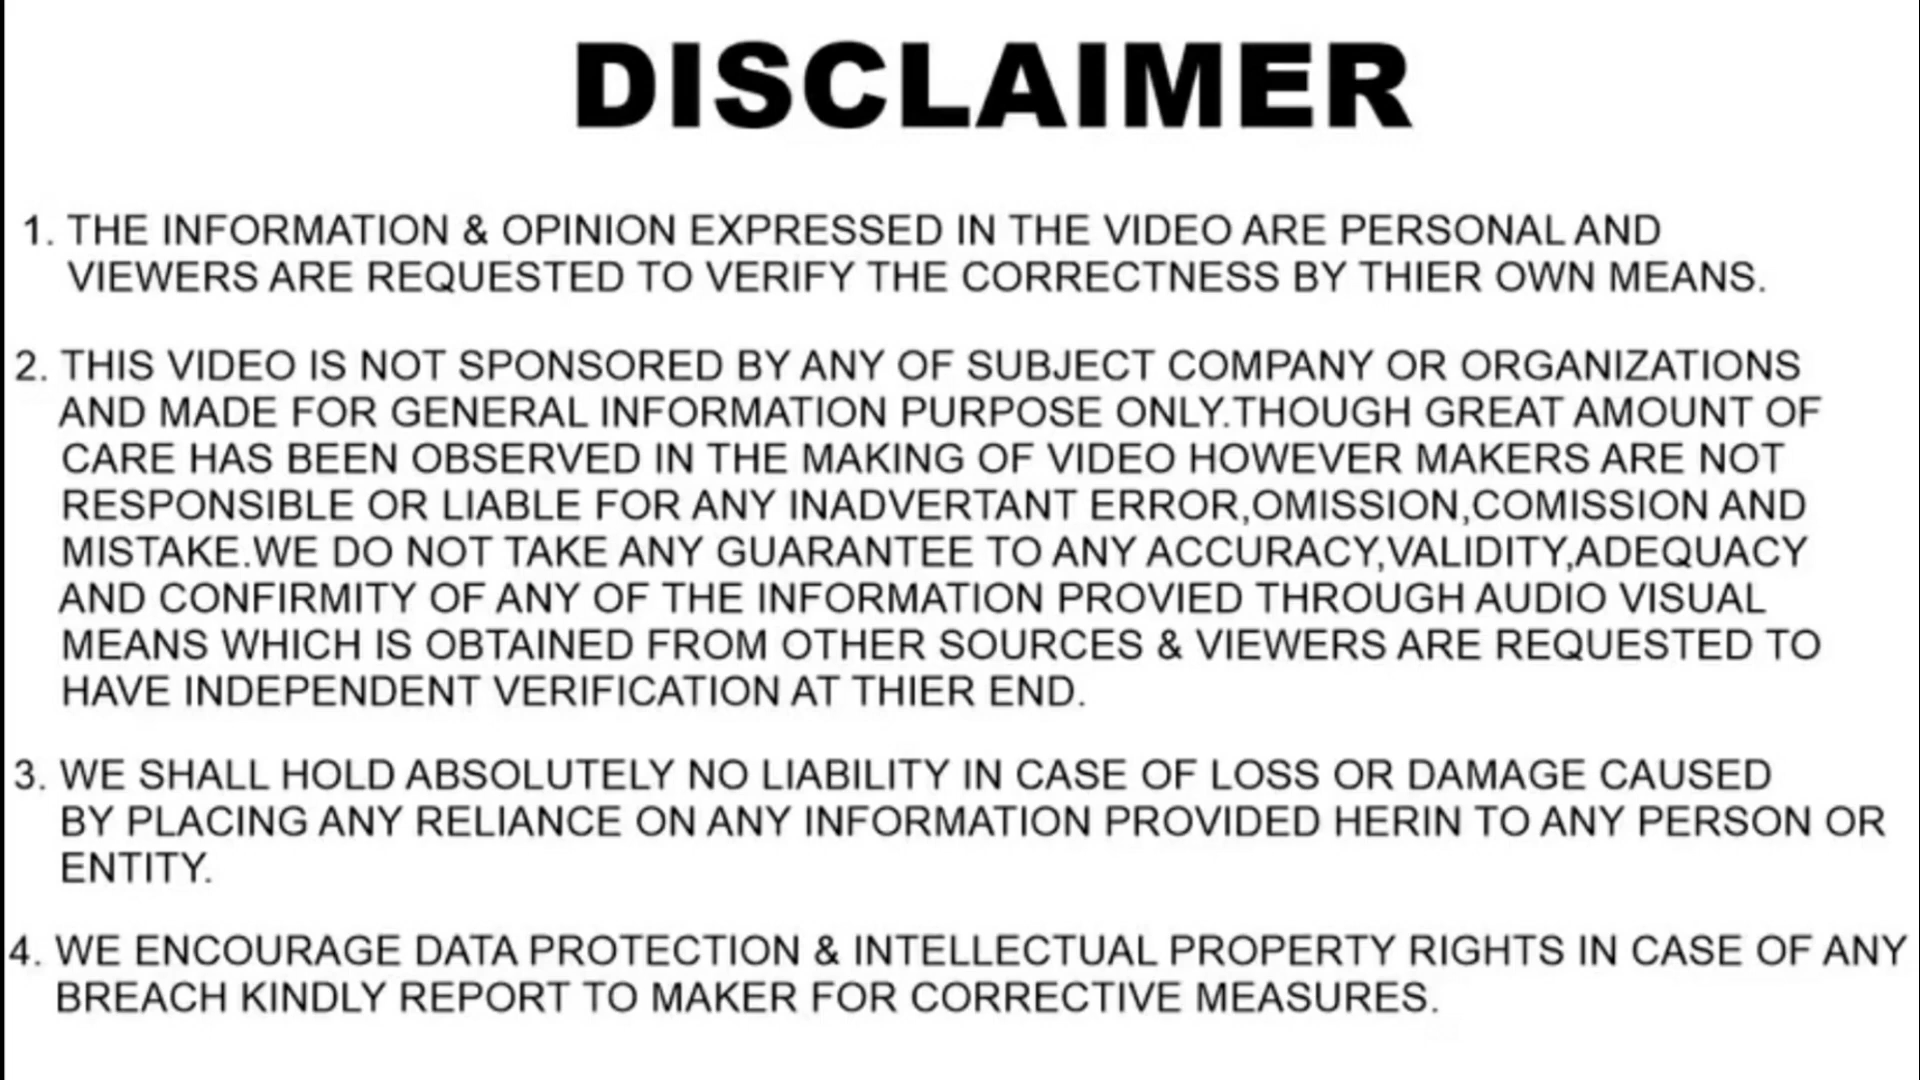 DISCLAIMER
1. THE INFORMATION & OPINION EXPRESSED IN THE VIDEO ARE PERSONAL AND
VIEWERS ARE REQUESTED TO VERIFY THE CORRECTNESS BY THIER OWN MEANS.
2. THIS VIDEO IS NOT SPONSORED BY ANY OF SUBJECT COMPANY OR ORGANIZATIONS
AND MADE FOR GENERAL INFORMATION PURPOSE ONLY.THOUGH GREAT AMOUNT OF
CARE HAS BEEN OBSERVED IN THE MAKING OF VIDEO HOWEVER MAKERS ARE NOT
RESPONSIBLE OR LIABLE FOR ANY INADVERTANT ERROR,OMISSION,COMISSION AND
MISTAKE.WE DO NOT TAKE ANY GUARANTEE TO ANY ACCURACY,VALIDITY,ADEQUACY
AND CONFIRMITY OF ANY OF THE INFORMATION PROVIED THROUGH AUDIO VISUAL
MEANS WHICH IS OBTAINED FROM OTHER SOURCES & VIEWERS ARE REQUESTED TO
HAVE INDEPENDENT VERIFICATION AT THIER END.
3. WE SHALL HOLD ABSOLUTELY NO LIABILITY IN CASE OF LOSS OR DAMAGE CAUSED
BY PLACING ANY RELIANCE ON ANY INFORMATION PROVIDED HERIN TO ANY PERSON OR
ENTITY.
4. WE ENCOURAGE DATA PROTECTION & INTELLECTUAL PROPERTY RIGHTS IN CASE OF ANY
BREACH KINDLY REPORT TO MAKER FOR CORRECTIVE MEASURES.